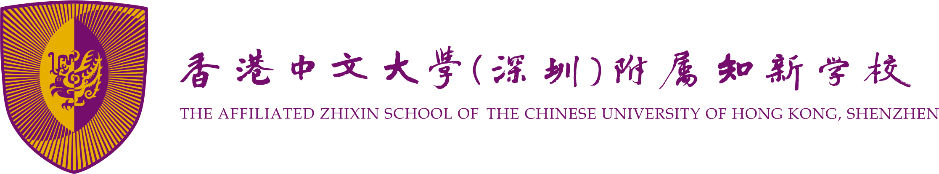 香港中文大學(深圳)附属知新学校
THE AFFILIATED ZHIXIN SCHOOL OF THE CHINESE UNIVERSITY OF HONG KONG, SHENZHEN